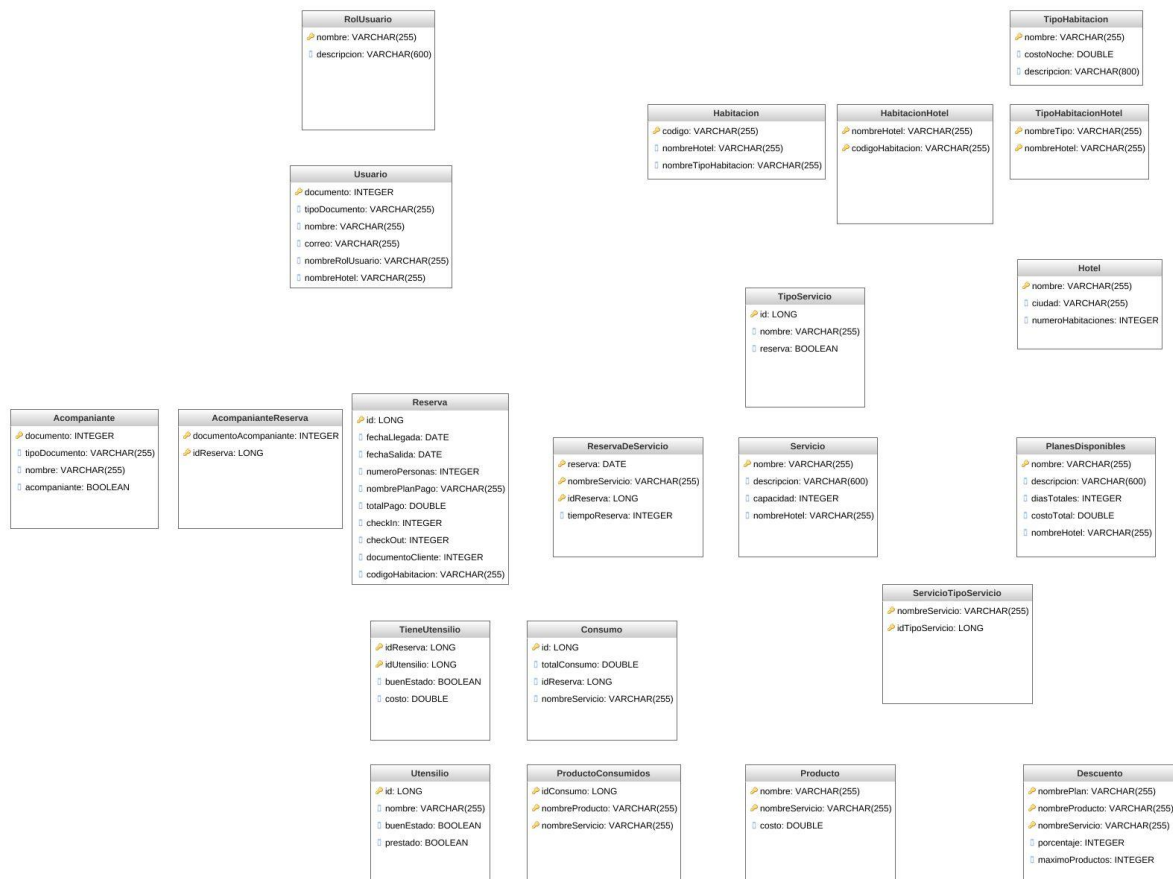 RolUsuario
nombre: VARCHAR(255)
descripcion: VARCHAR(600)
TipoHabitacion
nombre: VARCHAR(255)
costoNoche: DOUBLE
descripcion: VARCHAR(800)
Habitacion
codigo: VARCHAR(255)
nombreHotel: VARCHAR(255)
nombreTipoHabitacion: VARCHAR(255)
HabitacionHotel
nombreHotel: VARCHAR(255)
codigoHabitacion: VARCHAR(255)
TipoHabitacionHotel
nombreTipo: VARCHAR(255)
nombreHotel: VARCHAR(255)
Usuario
documento: INTEGER
tipoDocumento: VARCHAR(255)
nombre: VARCHAR(255)
correo: VARCHAR(255)
nombreRolUsuario: VARCHAR(255)
nombreHotel: VARCHAR(255)
Hotel
nombre: VARCHAR(255)
ciudad: VARCHAR(255)
numeroHabitaciones: INTEGER
TipoServicio
id: LONG
nombre: VARCHAR(255)
reserva: BOOLEAN
Acompaniante
documento: INTEGER
tipoDocumento: VARCHAR(255)
nombre: VARCHAR(255)
acompaniante: BOOLEAN
AcompanianteReserva
documentoAcompaniante: INTEGER
idReserva: LONG
Reserva
id: LONG
fechaLlegada: DATE
fechaSalida: DATE
numeroPersonas: INTEGER
nombrePlanPago: VARCHAR(255)
totalPago: DOUBLE
checkIn: INTEGER
checkOut: INTEGER
documentoCliente: INTEGER
codigoHabitacion: VARCHAR(255)
ReservaDeServicio
reserva: DATE
nombreServicio: VARCHAR(255)
idReserva: LONG
tiempoReserva: INTEGER
Servicio
nombre: VARCHAR(255)
descripcion: VARCHAR(600)
capacidad: INTEGER
nombreHotel: VARCHAR(255)
PlanesDisponibles
nombre: VARCHAR(255)
descripcion: VARCHAR(600)
diasTotales: INTEGER
costoTotal: DOUBLE
nombreHotel: VARCHAR(255)
ServicioTipoServicio
nombreServicio: VARCHAR(255)
idTipoServicio: LONG
TieneUtensilio
idReserva: LONG
idUtensilio: LONG
buenEstado: BOOLEAN
costo: DOUBLE
Consumo
id: LONG
totalConsumo: DOUBLE
idReserva: LONG
nombreServicio: VARCHAR(255)
Utensilio
id: LONG
nombre: VARCHAR(255)
buenEstado: BOOLEAN
prestado: BOOLEAN
ProductoConsumidos
idConsumo: LONG
nombreProducto: VARCHAR(255)
nombreServicio: VARCHAR(255)
Producto
nombre: VARCHAR(255)
nombreServicio: VARCHAR(255)
costo: DOUBLE
Descuento
nombrePlan: VARCHAR(255)
nombreProducto: VARCHAR(255)
nombreServicio: VARCHAR(255)
porcentaje: INTEGER
maximoProductos: INTEGER